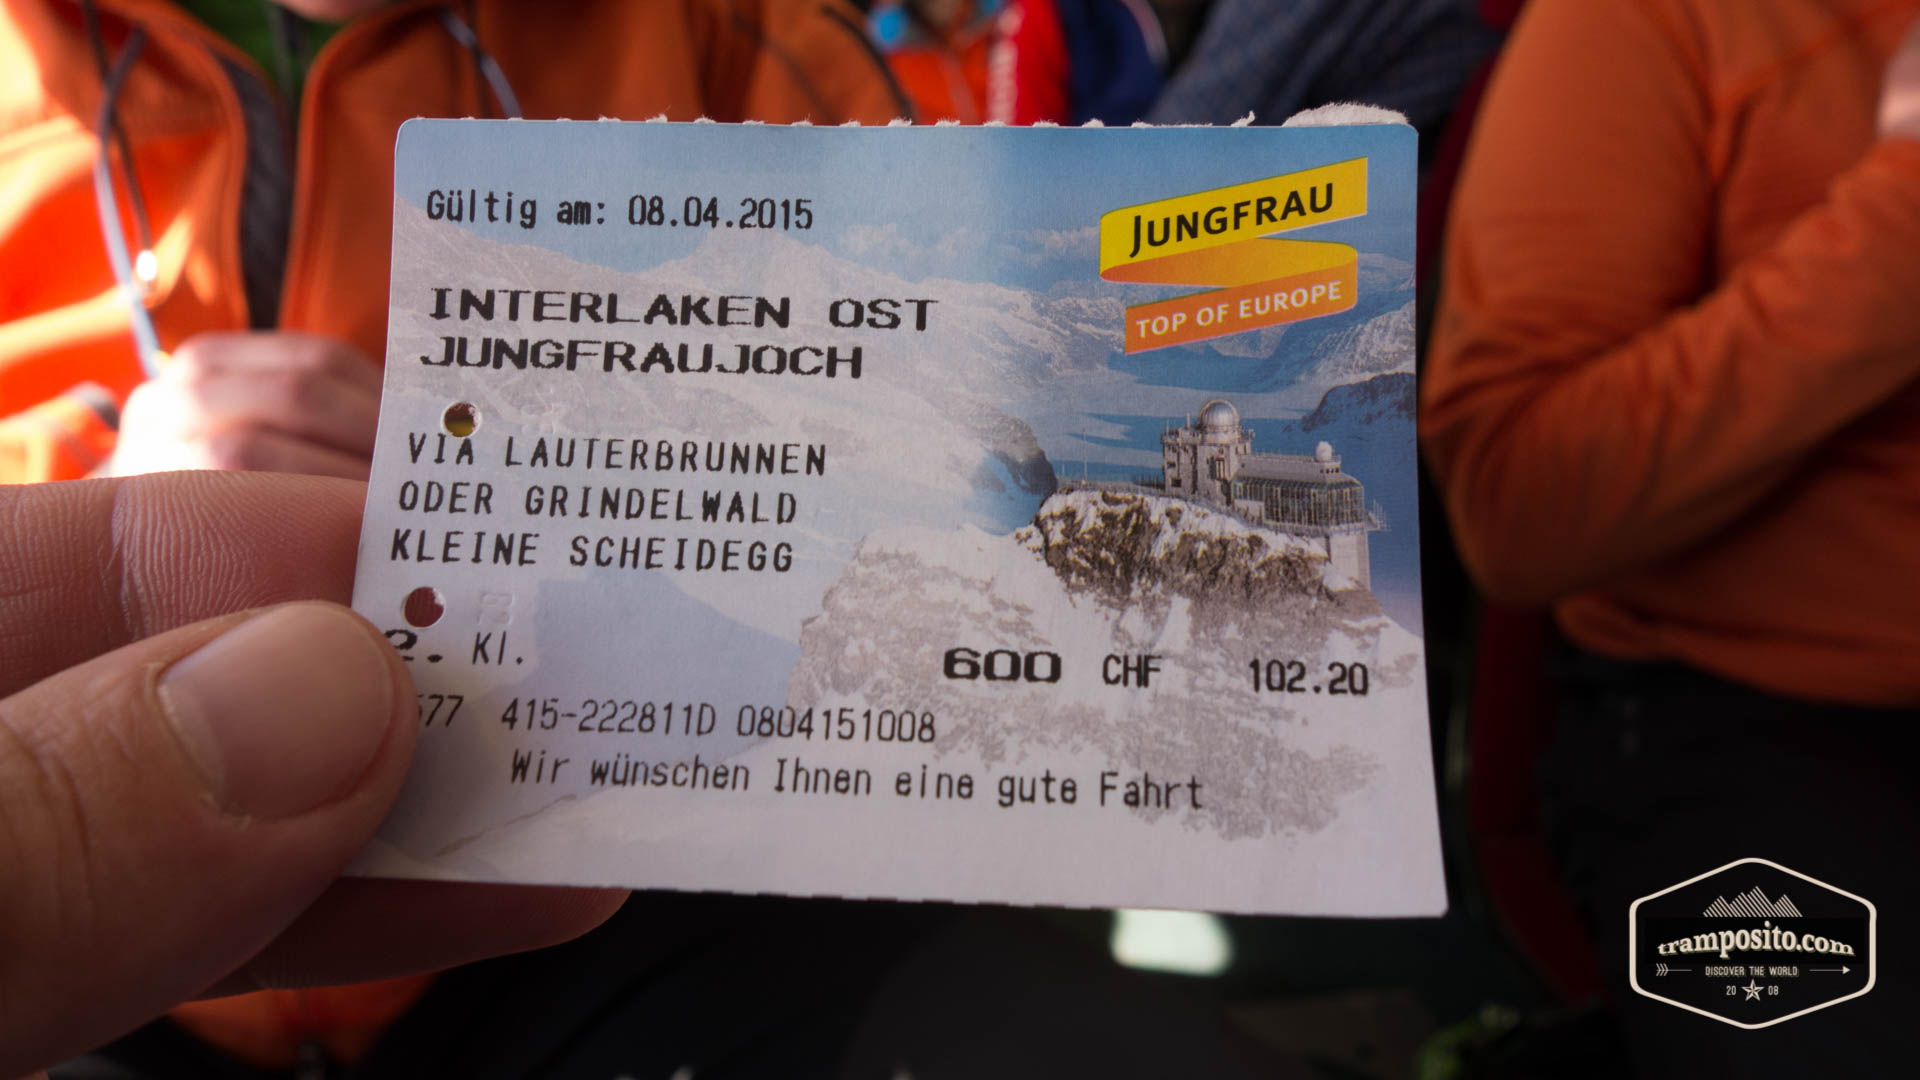 Gültig am: 08.04.2015
JUNGFRAU
TOP OF EUROPE
INTERLAKEN OST
JUNGFRAUJOCH
VIA LAUTERBRUNNEN
ODER GRINDELWALD
KLEINE SCHEIDEGG
2. Kl.
600 CHF 102.20
577 415-222811D 0804151008
Wir wünschen Ihnen eine gute Fahrt
tramposito.com
DISCOVER THE WORLD
20 08